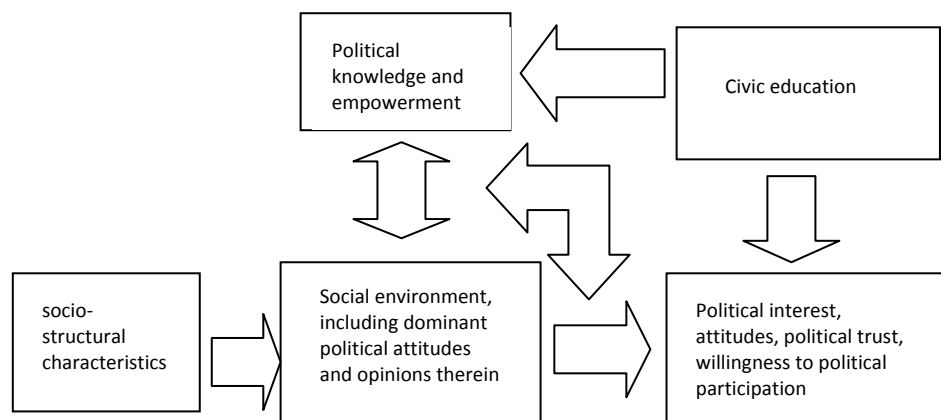 Political
knowledge and
empowerment
Civic education
socio-
structural
characteristics
Social environment,
including dominant
political attitudes
and opinions therein
Political interest,
attitudes, political trust,
willingness to political
participation